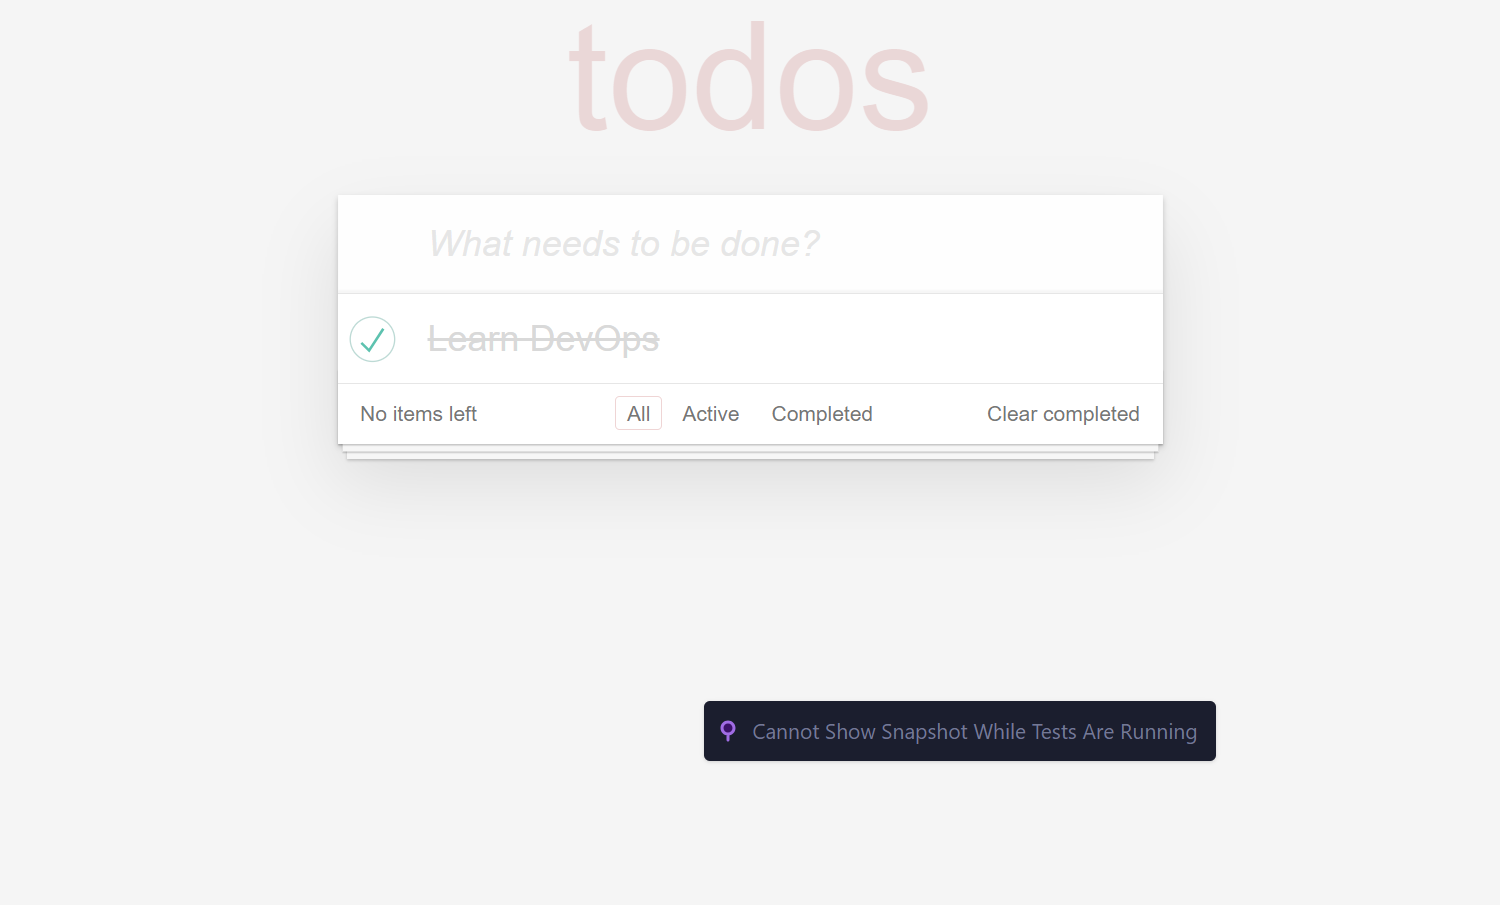 todos
What needs to be done?
Learn DevOps
No items left All Active Completed Clear completed
Cannot Show Snapshot While Tests Are Running